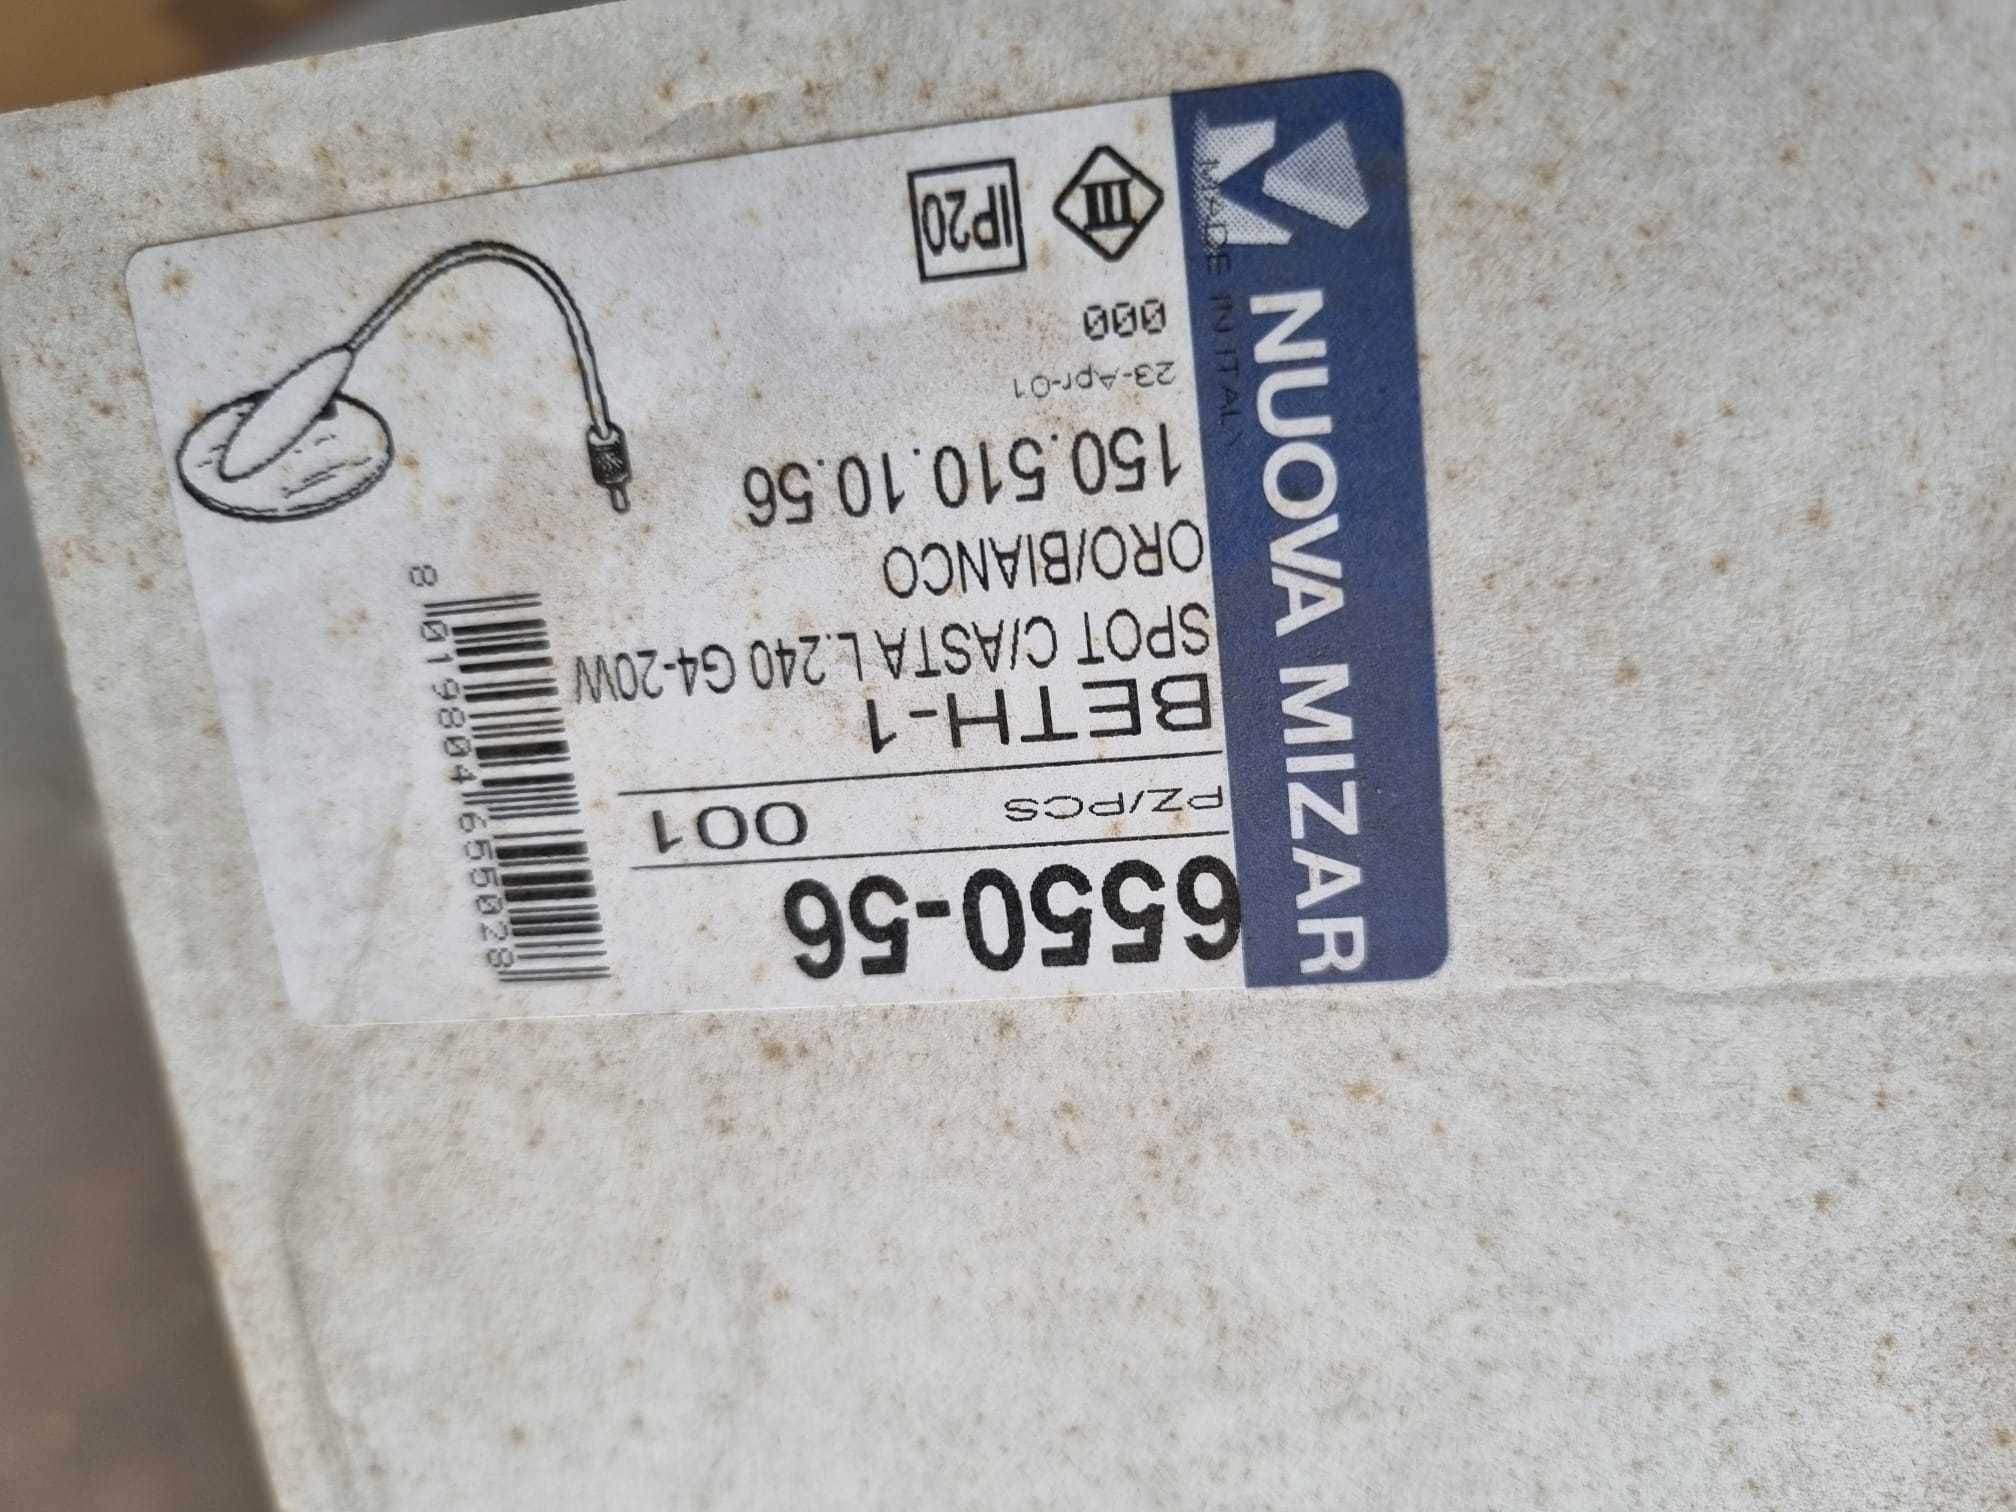 NUOVA MIZAR
MADE IN ITALY
6550-56
PZ/PCS 001
BETH-1
SPOT C/ASTA L.240 G4-20W
ORO/BIANCO
150.510.10.56
23-Apr-01
000
III
IP20
8 019804 655028